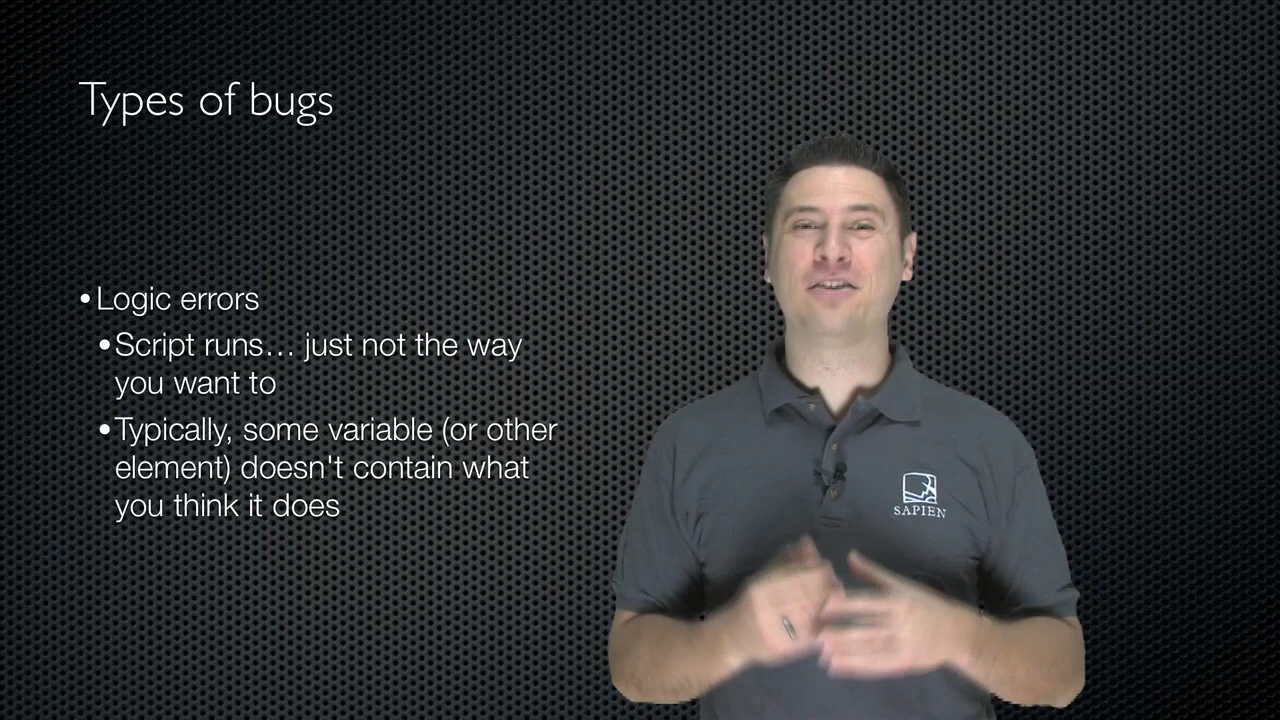 Types of bugs
•Logic errors
•Script runs… just not the way
you want to
•Typically, some variable (or other
element) doesn't contain what
you think it does
SAPIEN